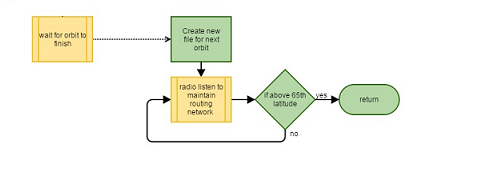 wait for orbit to
finish
Create new
file for next
orbit
radio listen to
maintain
routing
network
if above 65th
latitude
yes
no
return